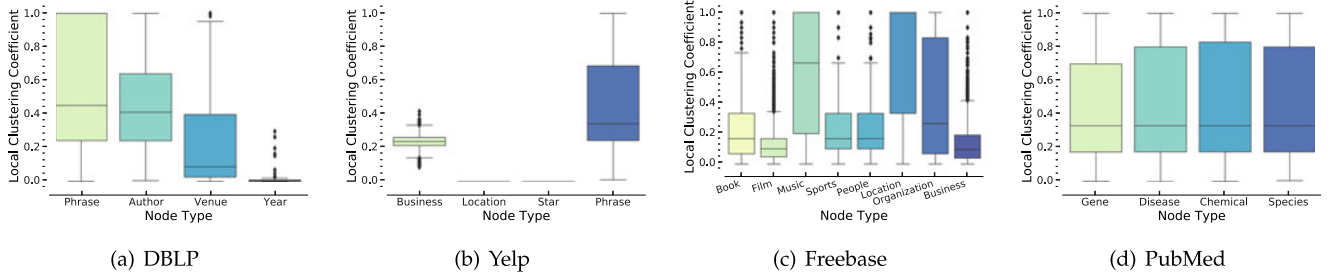 Local Clustering Coefficient
1.0
0.8
0.6
0.4
0.2
0.0
Phrase Author Venue Year
Node Type
(a) DBLP
Local Clustering Coefficient
1.0
0.8
0.6
0.4
0.2
0.0
Business Location Star Phrase
Node Type
(b) Yelp
Local Clustering Coefficient
1.0
0.8
0.6
0.4
0.2
0.0
Book Film Music Sports People Location Organization Business
Node Type
(c) Freebase
Local Clustering Coefficient
1.0
0.8
0.6
0.4
0.2
0.0
Gene Disease Chemical Species
Node Type
(d) PubMed